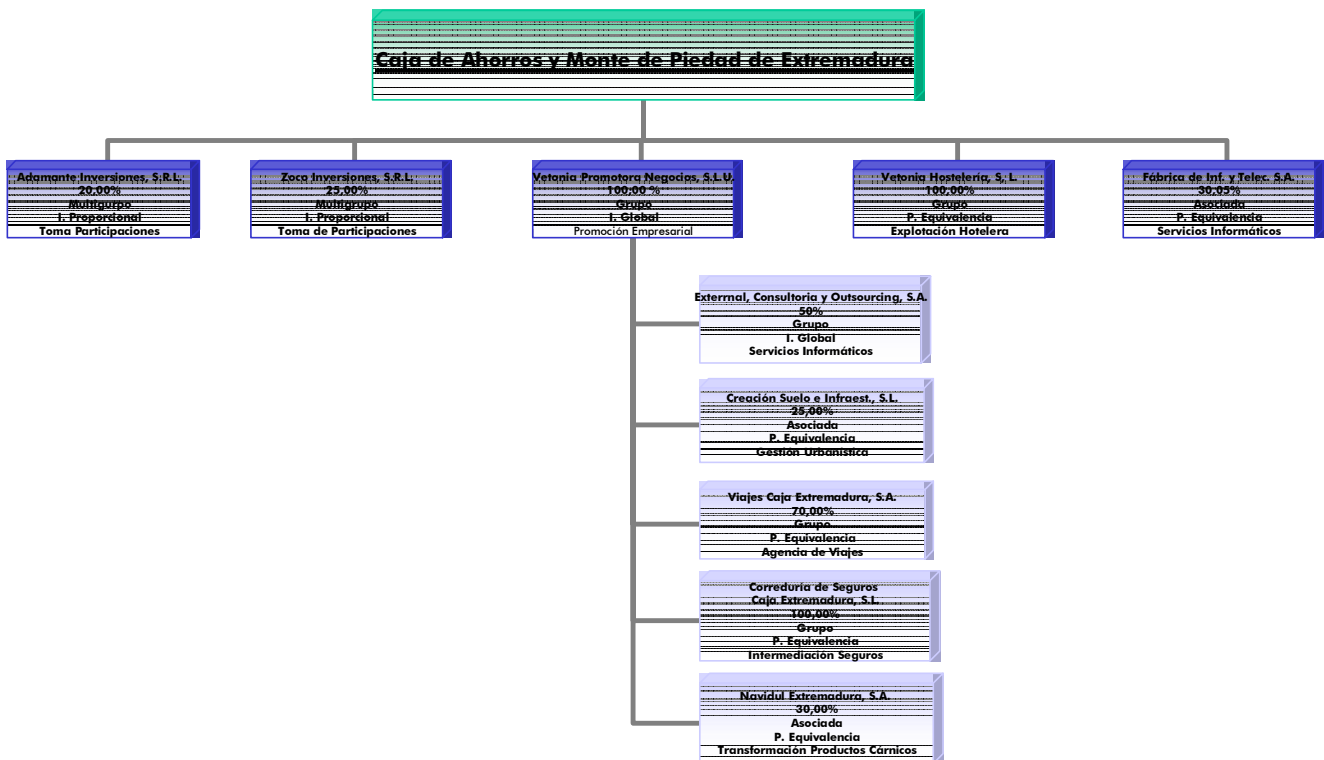 Caja de Ahorros y Monte de Piedad de Extremadura
Adamante Inversiones, S.R.L.
20,00%
Multigurpo
I. Proporcional
Toma Participaciones
Zoco Inversiones, S.R.L.
25,00%
Multigrupo
I. Proporcional
Toma de Participaciones
Vetonia Promotora Negocios, S.L.U.
100,00 %
Grupo
I. Global
Promoción Empresarial
Vetonia Hostelería, S, L.
100,00%
Grupo
P. Equivalencia
Explotación Hotelera
Fábrica de Inf. y Telec. S.A.
30,05%
Asociada
P. Equivalencia
Servicios Informáticos
Externnal, Consultoria y Outsourcing, S.A.
50%
Grupo
I. Global
Servicios Informáticos
Creación Suelo e Infraest., S.L.
25,00%
Asociada
P. Equivalencia
Gestión Urbanística
Viajes Caja Extremadura, S.A.
70,00%
Grupo
P. Equivalencia
Agencia de Viajes
Correduría de Seguros
Caja Extremadura, S.L.
100,00%
Grupo
P. Equivalencia
Intermediación Seguros
Navidul Extremadura, S.A.
30,00%
Asociada
P. Equivalencia
Transformación Productos Cárnicos